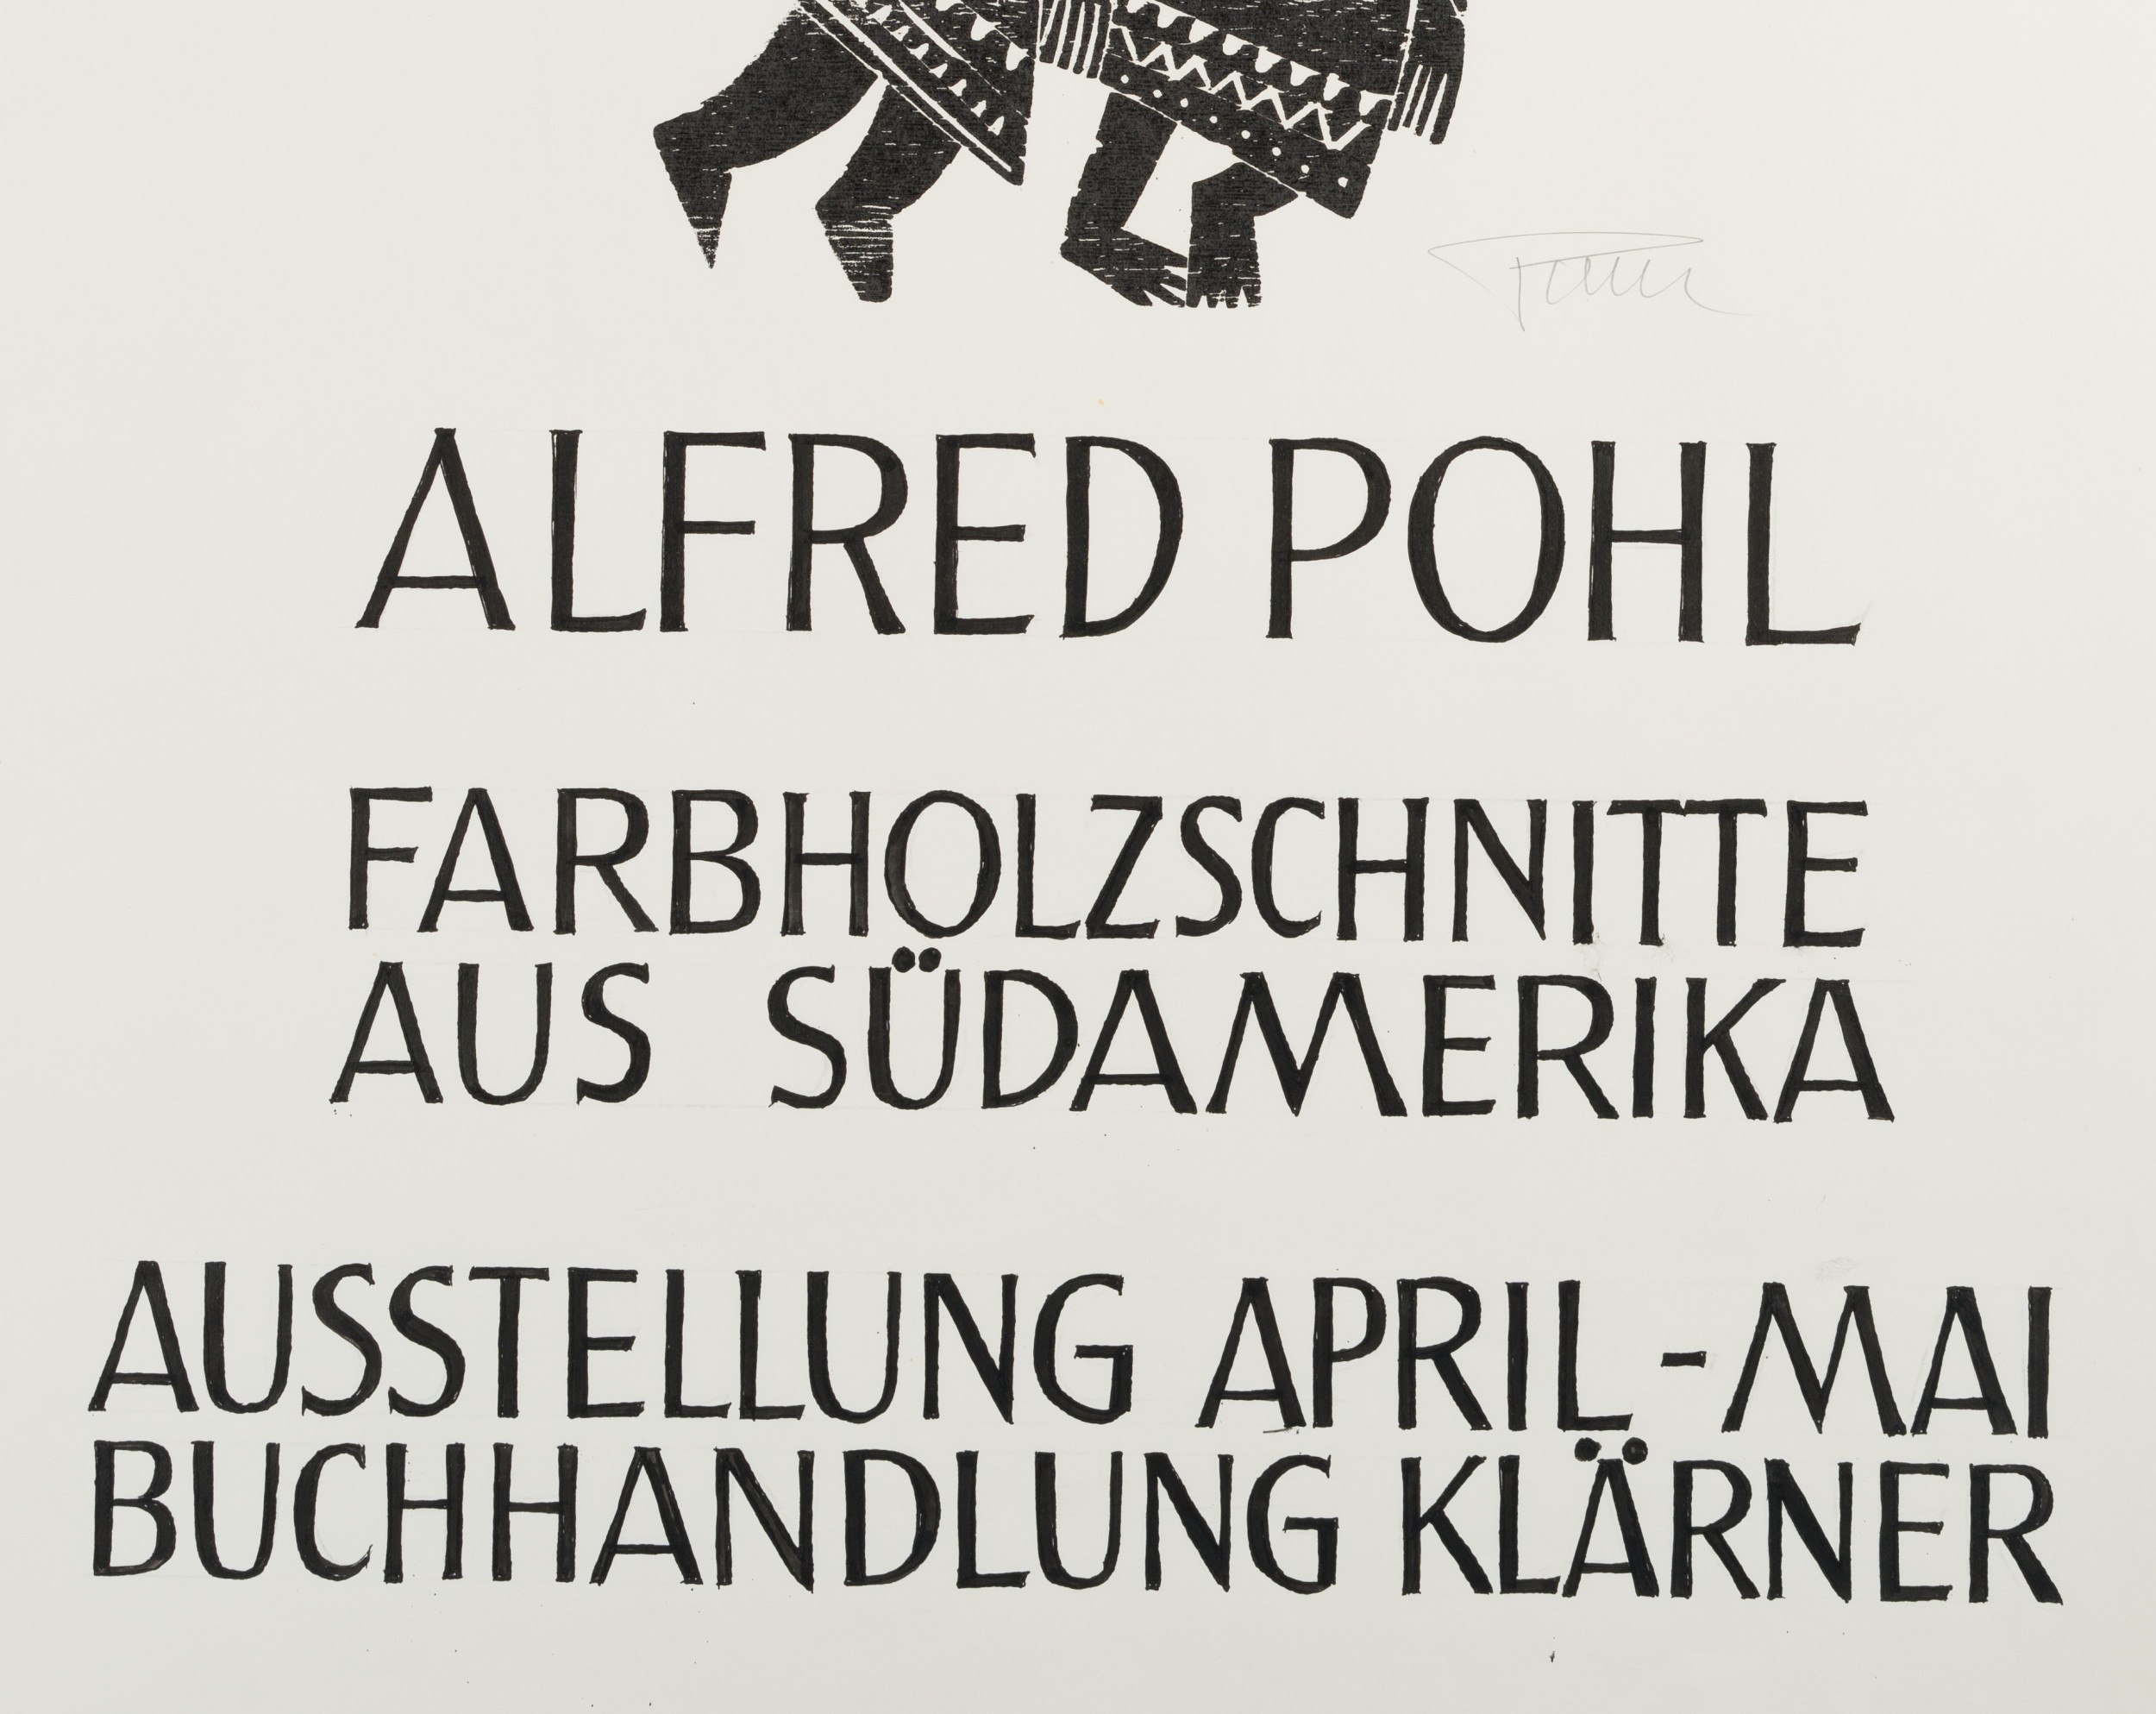 ALFRED POHL
FARBHOLZSCHNITTE
AUS SÜDAMERIKA
AUSSTELLUNG APRIL-MAI
BUCHHANDLUNG KLÄRNER